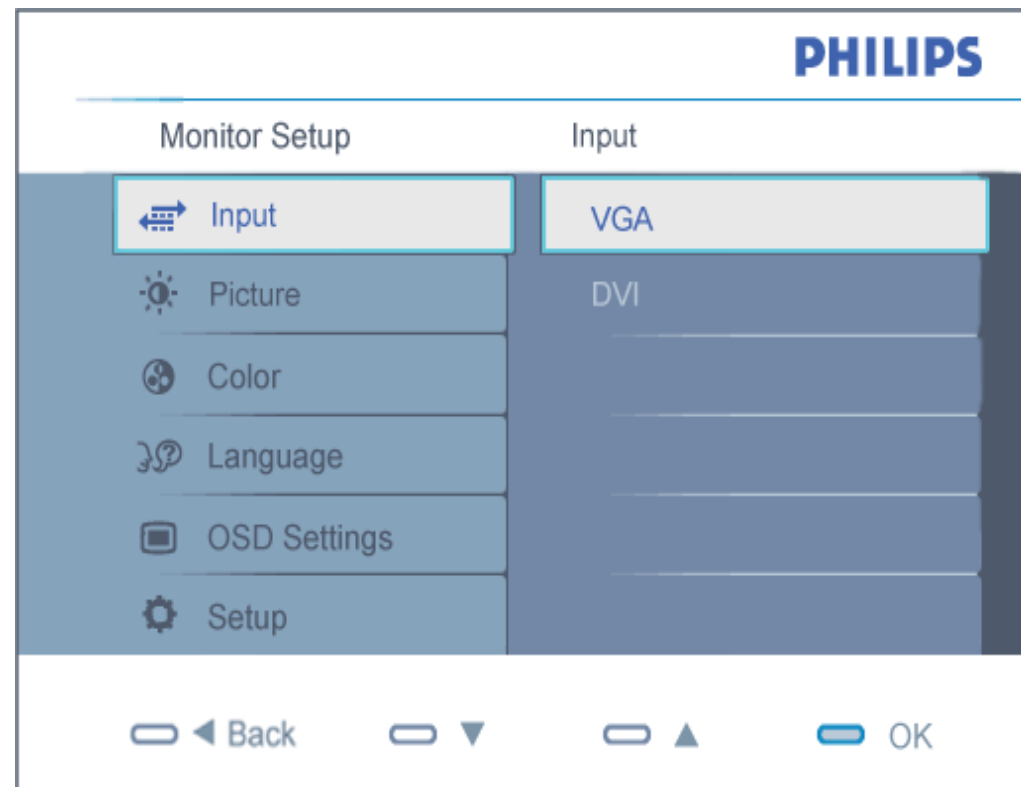 PHILIPS
Monitor Setup
Input
Input
VGA
Picture
DVI
Color
Language
OSD Settings
Setup
Back
OK